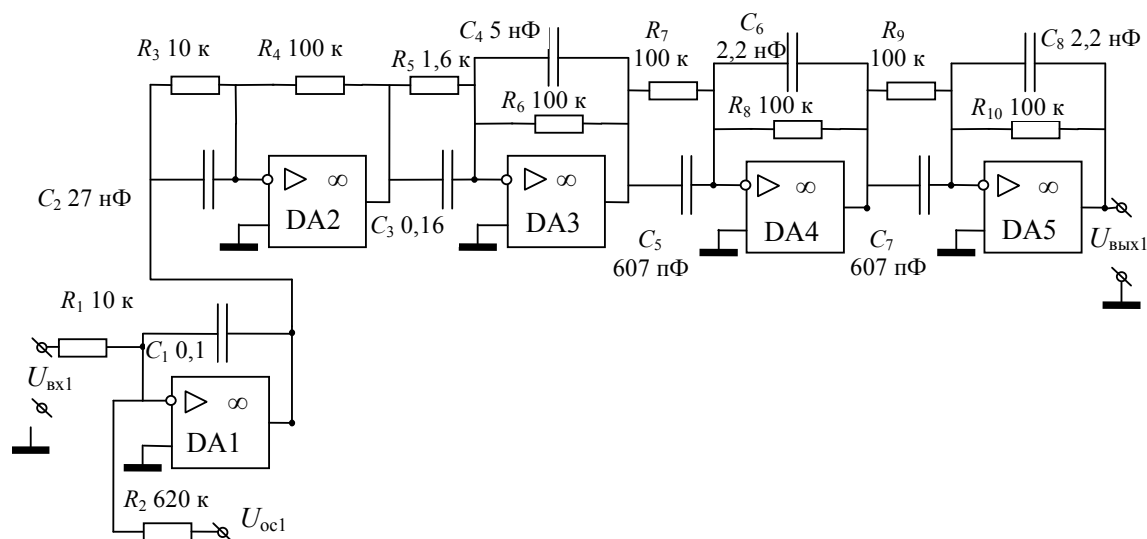 C4 5 нФ
R7 100 к
C6 2,2 нФ
R9 100 к
C8 2,2 нФ
R3 10 к
R4 100 к
R5 1,6 к
R6 100 к
R8 100 к
R10 100 к
C2 27 нФ
▷ ∞
DA2
C3 0,16
▷ ∞
DA3
C5 607 пФ
▷ ∞
DA4
C7 607 пФ
▷ ∞
DA5
Uвых1
R1 10 к
C1 0,1
Uвх1
▷ ∞
DA1
R2 620 к
Uос1